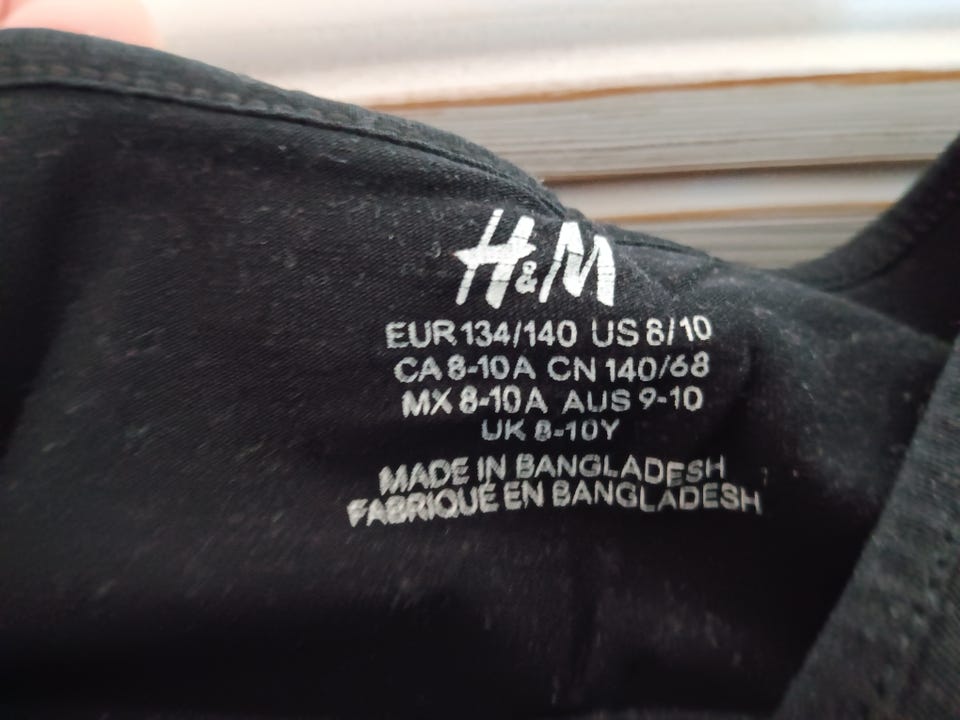 H&M
EUR 134/140 US 8/10
CA 8-10A CN 140/68
MX 8-10A AUS 9-10
UK 8-10Y
MADE IN BANGLADESH
FABRIQUÉ EN BANGLADESH